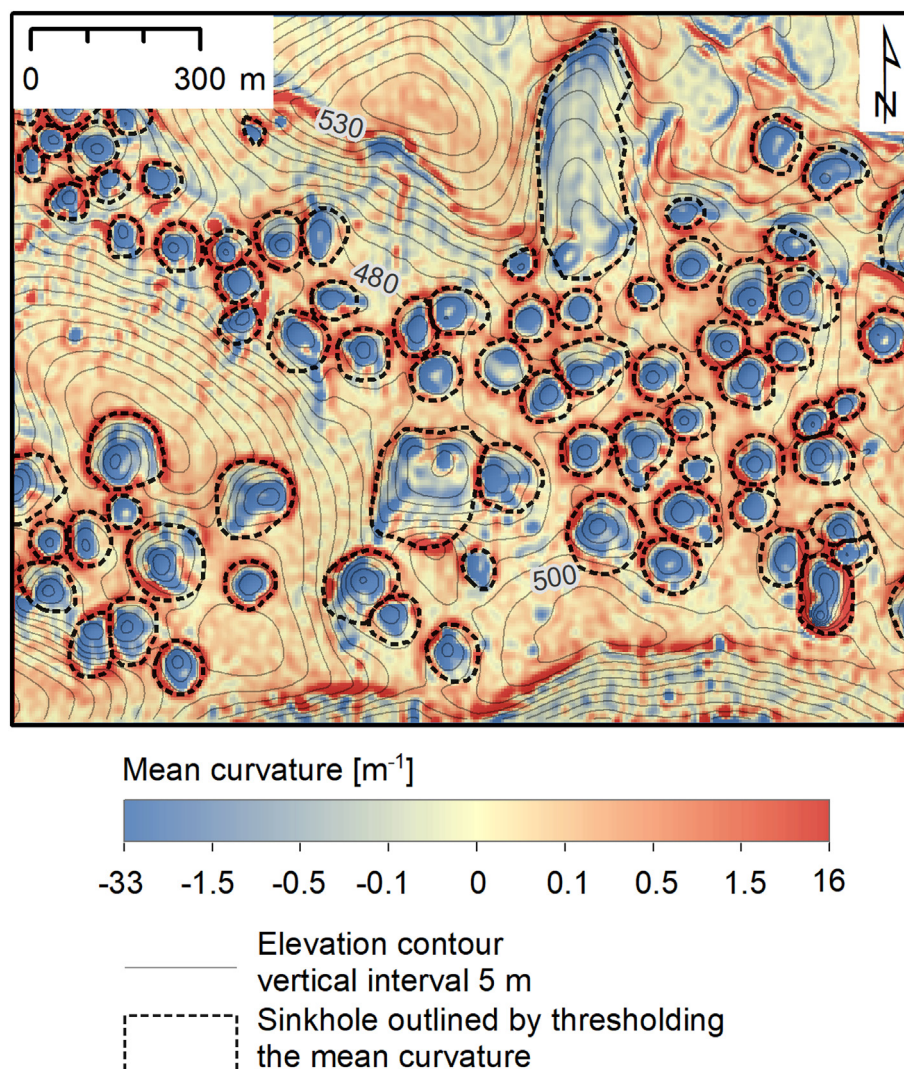 0 300 m
N
530
480
500
Mean curvature [m⁻¹]
-33 -1.5 -0.5 -0.1 0 0.1 0.5 1.5 16
Elevation contour
vertical interval 5 m
Sinkhole outlined by thresholding
the mean curvature